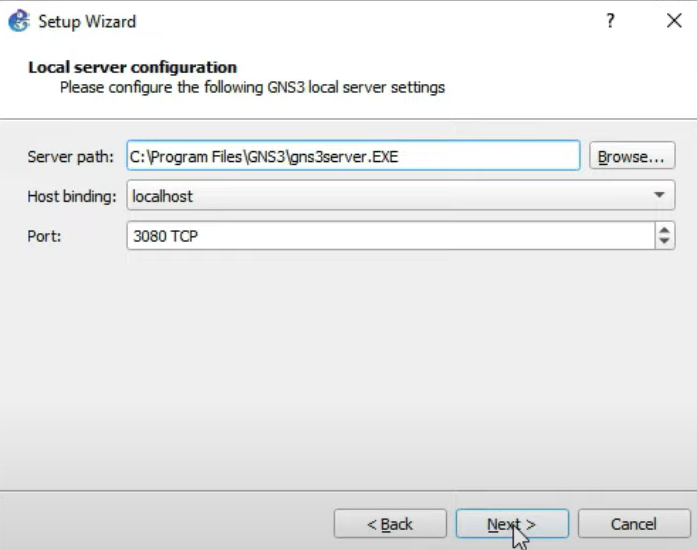 Setup Wizard ?
Local server configuration
Please configure the following GNS3 local server settings
Server path: C:\Program Files\GNS3\gns3server.EXE Browse...
Host binding: localhost
Port: 3080 TCP
< Back Next > Cancel